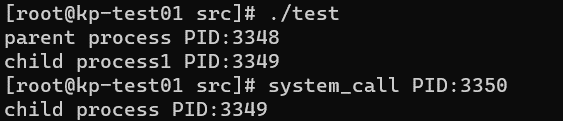 [root@kp-test01 src]# ./test
parent process PID:3348
child process1 PID:3349
[root@kp-test01 src]# system_call PID:3350
child process PID:3349